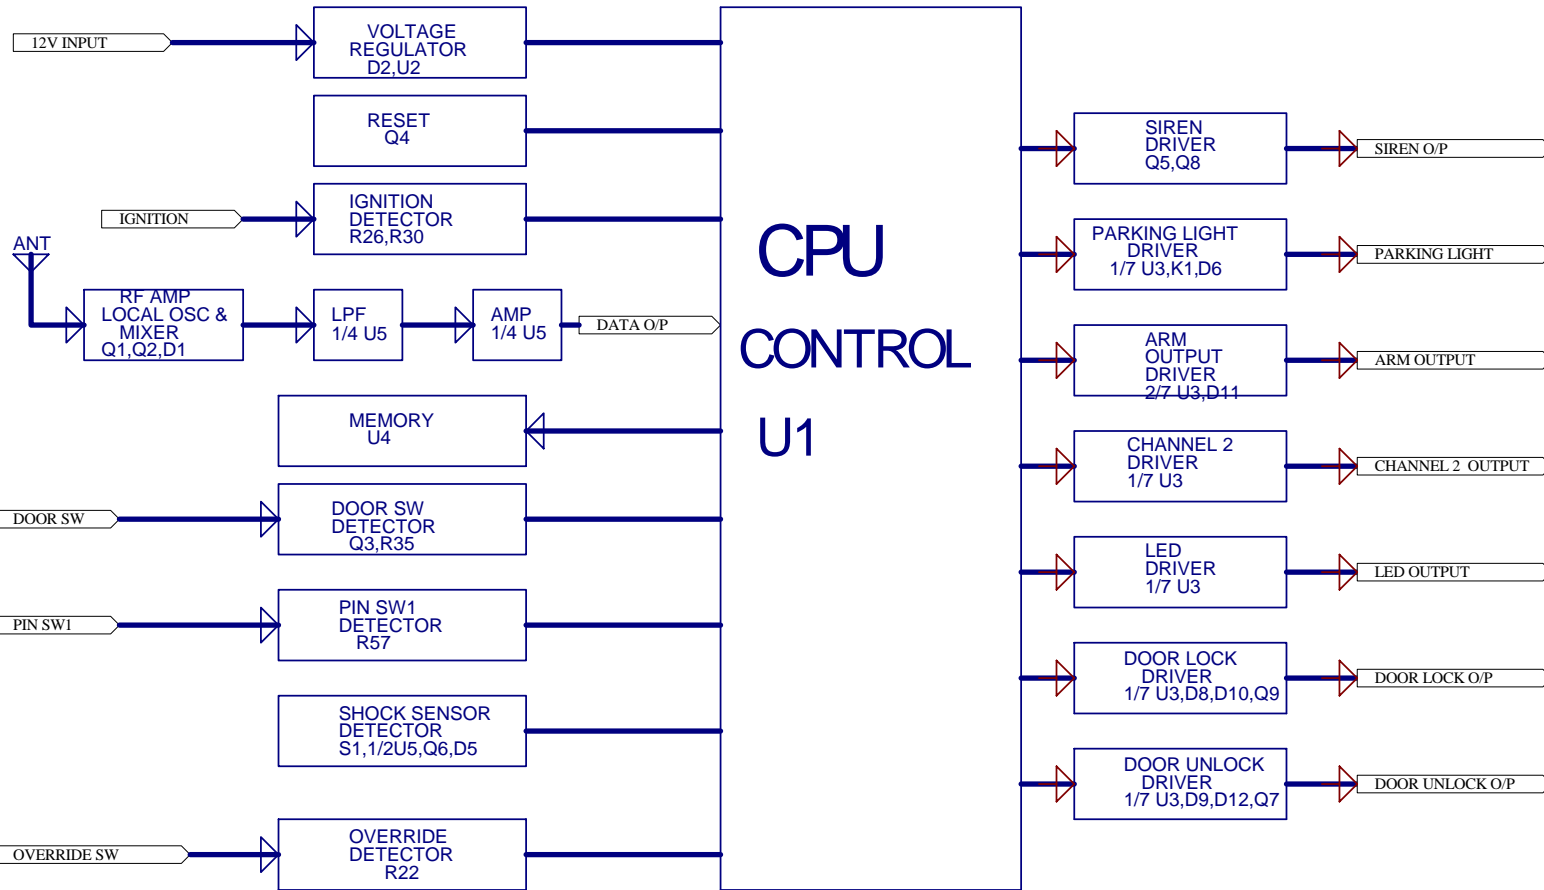 12V INPUT
VOLTAGE
REGULATOR
D2,U2
RESET
Q4
IGNITION
IGNITION
DETECTOR
R26,R30
ANT
RF AMP
LOCAL OSC &
MIXER
Q1,Q2,D1
LPF
1/4 U5
AMP
1/4 U5
DATA O/P
MEMORY
U4
DOOR SW
DOOR SW
DETECTOR
Q3,R35
PIN SW1
PIN SW1
DETECTOR
R57
SHOCK SENSOR
DETECTOR
S1,1/2U5,Q6,D5
OVERRIDE SW
OVERRIDE
DETECTOR
R22
CPU
CONTROL
U1
SIREN
DRIVER
Q5,Q8
SIREN O/P
PARKING LIGHT
DRIVER
1/7 U3,K1,D6
PARKING LIGHT
ARM
OUTPUT
DRIVER
2/7 U3,D11
ARM OUTPUT
CHANNEL 2
DRIVER
1/7 U3
CHANNEL 2 OUTPUT
LED
DRIVER
1/7 U3
LED OUTPUT
DOOR LOCK
DRIVER
1/7 U3,D8,D10,Q9
DOOR LOCK O/P
DOOR UNLOCK
DRIVER
1/7 U3,D9,D12,Q7
DOOR UNLOCK O/P